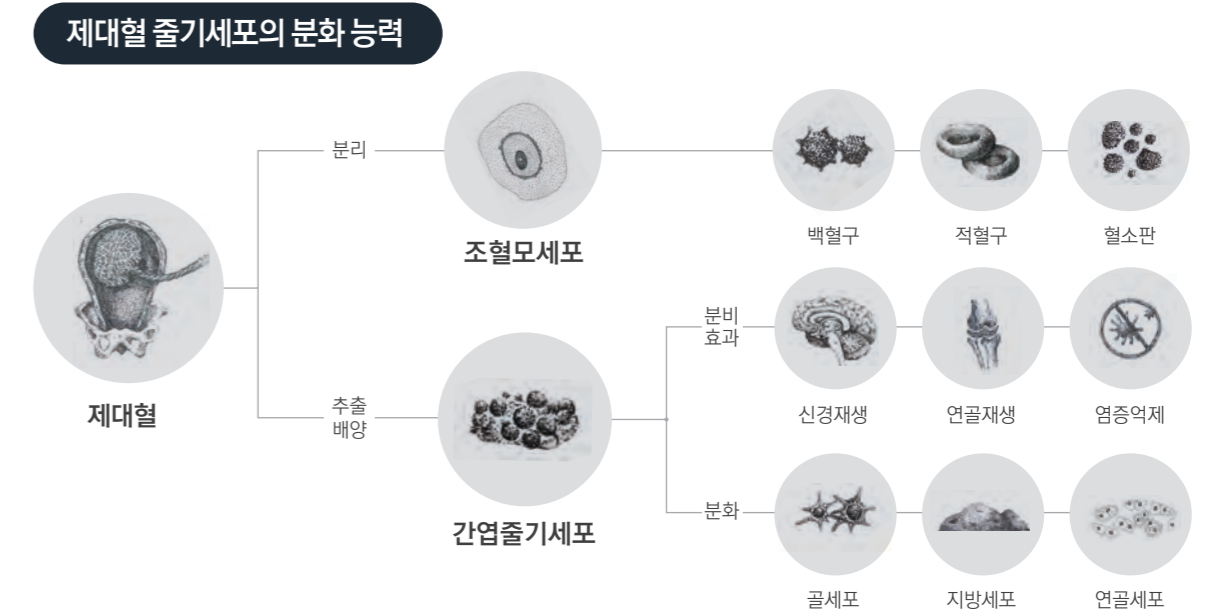 제대혈 줄기세포의 분화 능력
분리
조혈모세포
백혈구
적혈구
혈소판
제대혈
추출
배양
간엽줄기세포
분비
효과
신경재생
연골재생
염증억제
분화
골세포
지방세포
연골세포